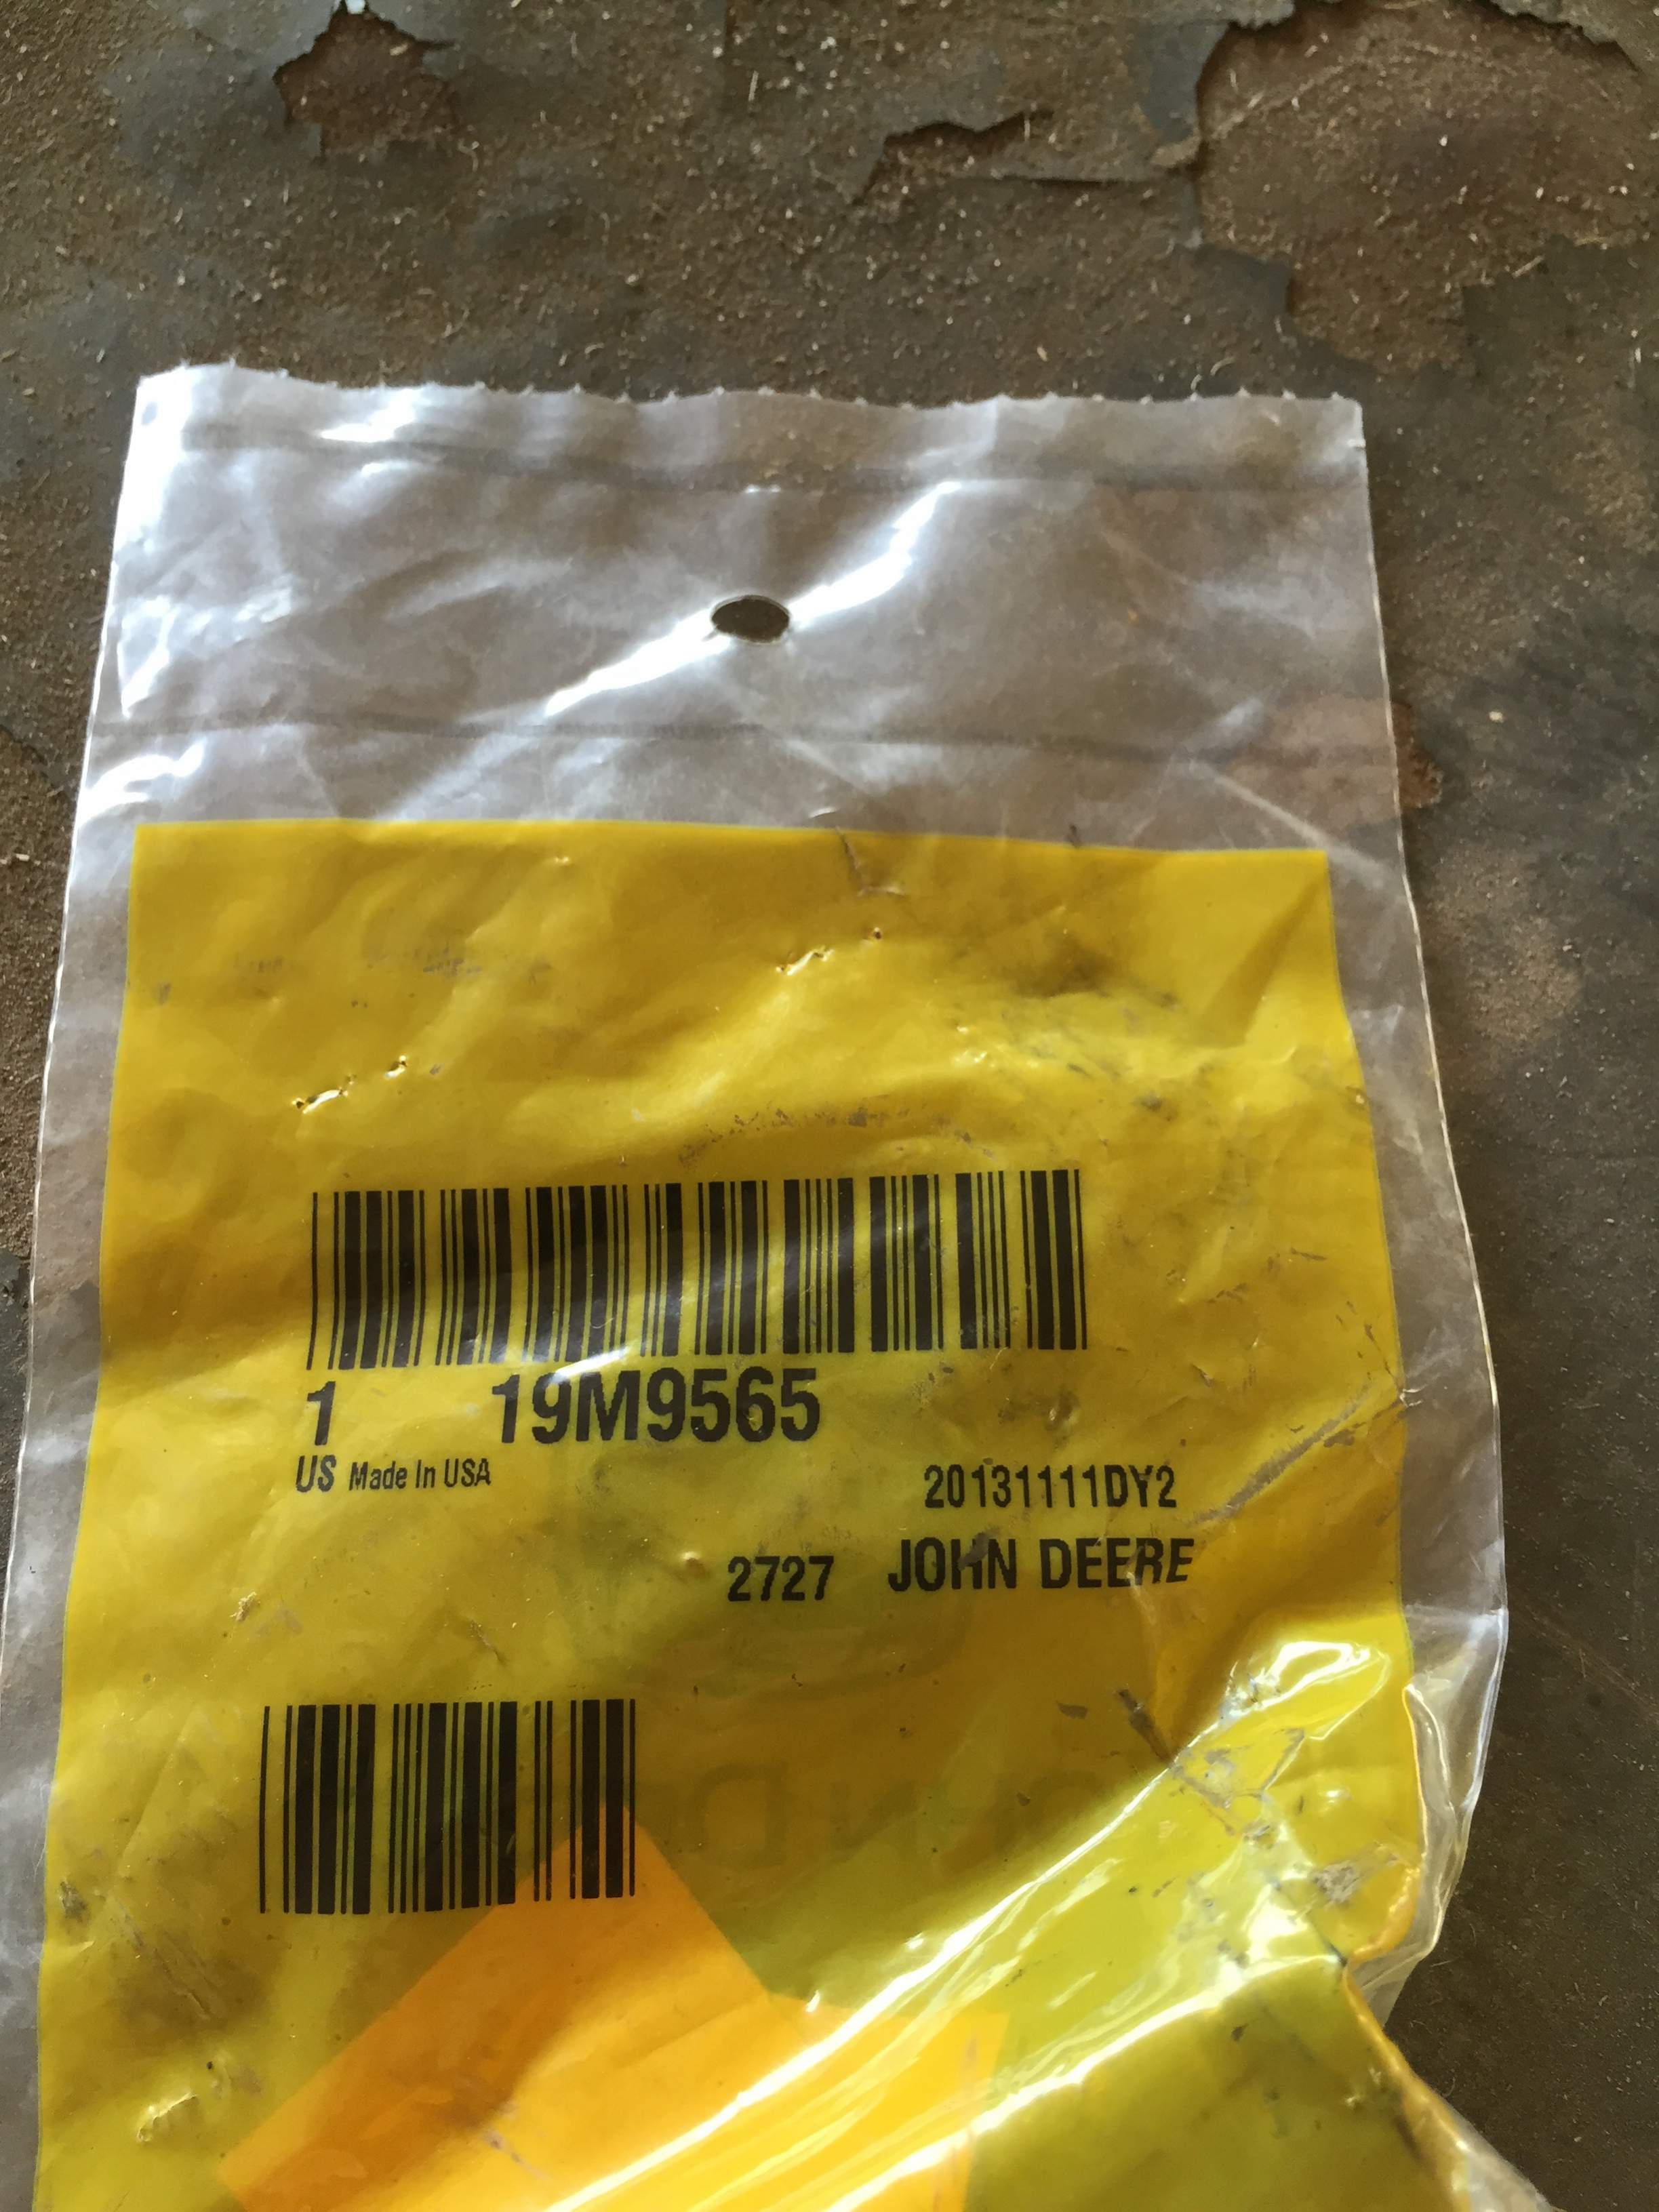 1 19M9565
US Made In USA
20131111DY2
2727 JOHN DEERE